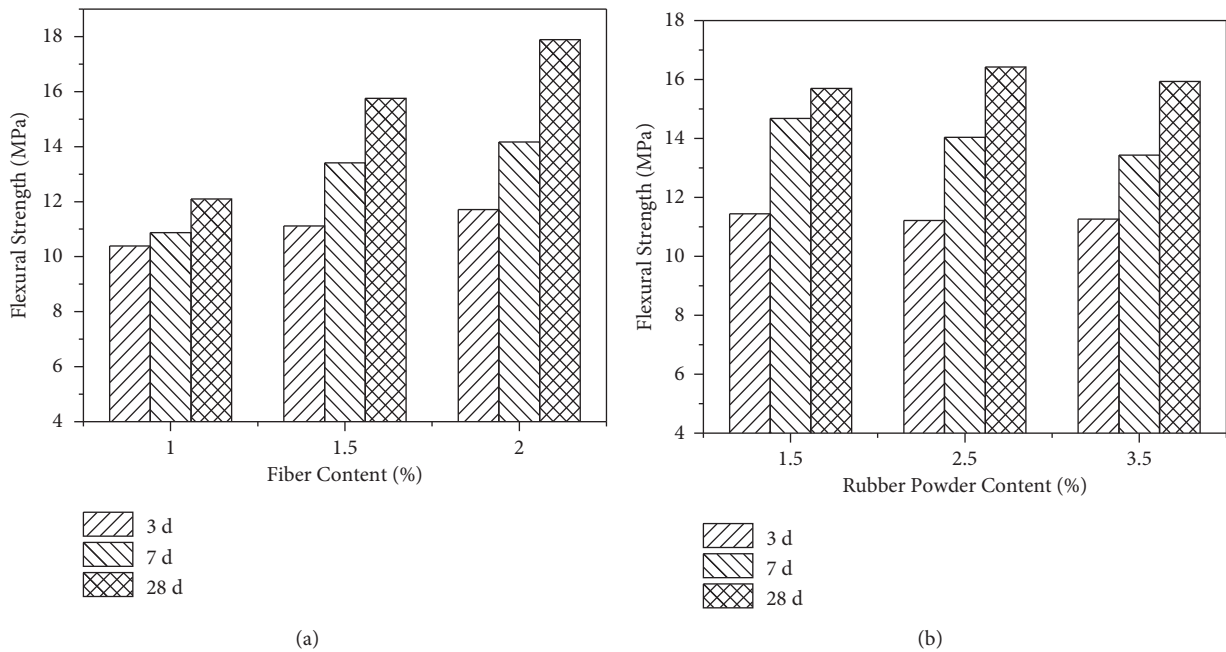 Flexural Strength (MPa)
18
16
14
12
10
8
6
4
1
1.5
2
Fiber Content (%)
3 d
7 d
28 d
(a)
Flexural Strength (MPa)
18
16
14
12
10
8
6
4
1.5
2.5
3.5
Rubber Powder Content (%)
3 d
7 d
28 d
(b)